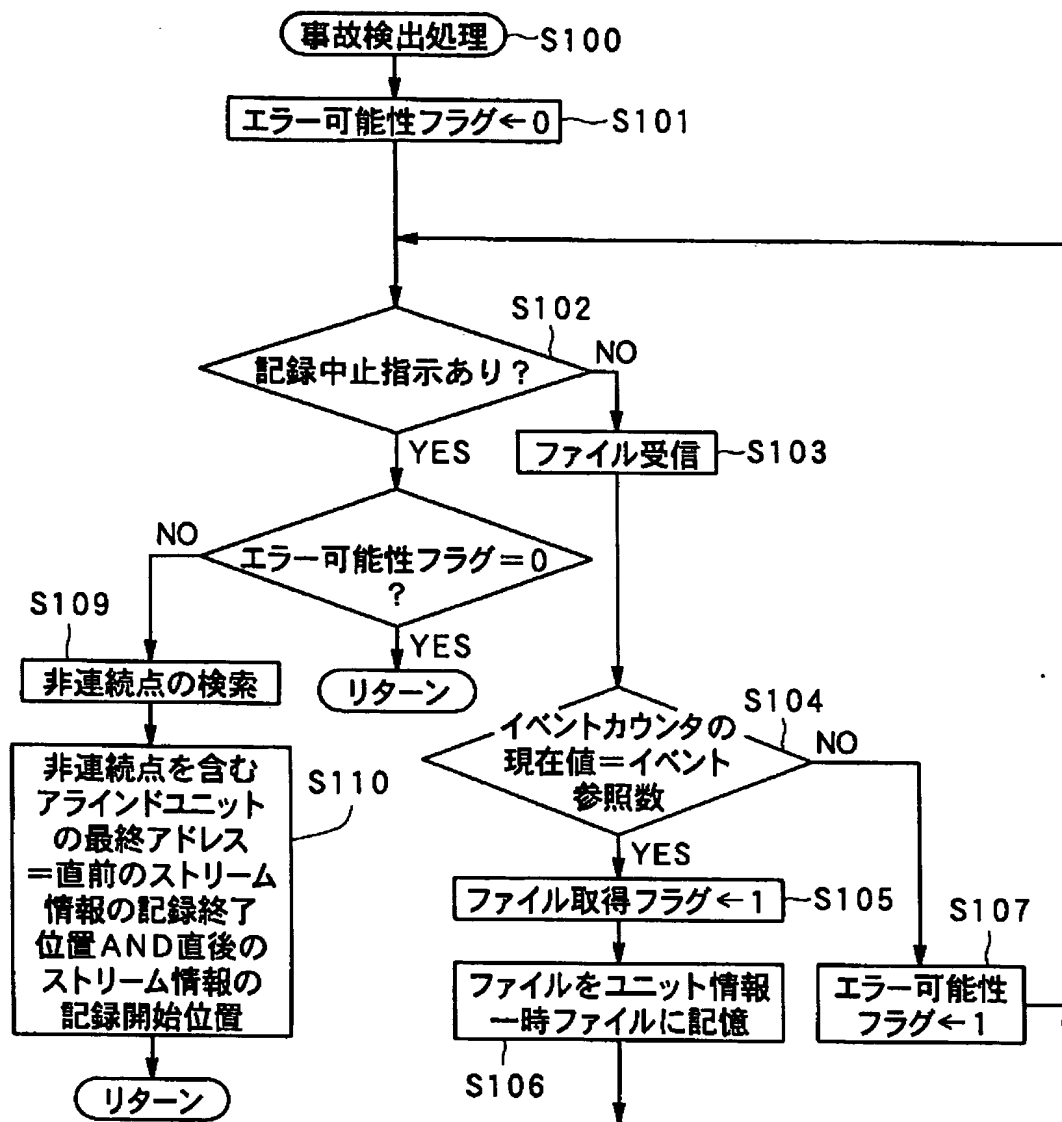 事故検出処理
S100
エラー可能性フラグ←0
S101
S102
記録中止指示あり？
NO
YES
ファイル受信
S103
NO
エラー可能性フラグ＝0
？
YES
リターン
S109
非連続点の検索
S104
イベントカウンタの
現在値＝イベント
参照数
NO
YES
非連続点を含む
アラインドユニット
の最終アドレス
＝直前のストリーム
情報の記録終了
位置AND直後の
ストリーム情報の
記録開始位置
S110
リターン
ファイル取得フラグ←1
S105
ファイルをユニット情報
一時ファイルに記憶
S106
S107
エラー可能性
フラグ←1